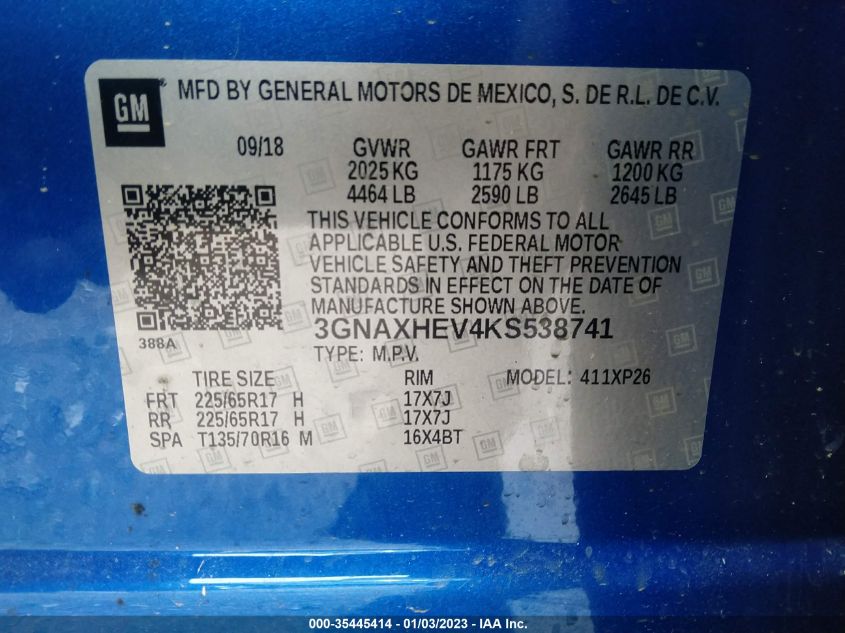 GM MFD BY GENERAL MOTORS DE MEXICO, S. DE R.L. DE C.V.
09/18 GVWR GAWR FRT GAWR RR
2025 KG 1175 KG 1200 KG
4464 LB 2590 LB 2645 LB
THIS VEHICLE CONFORMS TO ALL
APPLICABLE U.S. FEDERAL MOTOR
VEHICLE SAFETY AND THEFT PREVENTION
STANDARDS IN EFFECT ON THE DATE OF
MANUFACTURE SHOWN ABOVE.
388A
3GNAXHEV4KS538741
TYPE: M.P.V.
TIRE SIZE RIM MODEL: 411XP26
FRT 225/65R17 H 17X7J
RR 225/65R17 H 17X7J
SPA T135/70R16 M 16X4BT
000-35445414 - 01/03/2023 - IAA Inc.